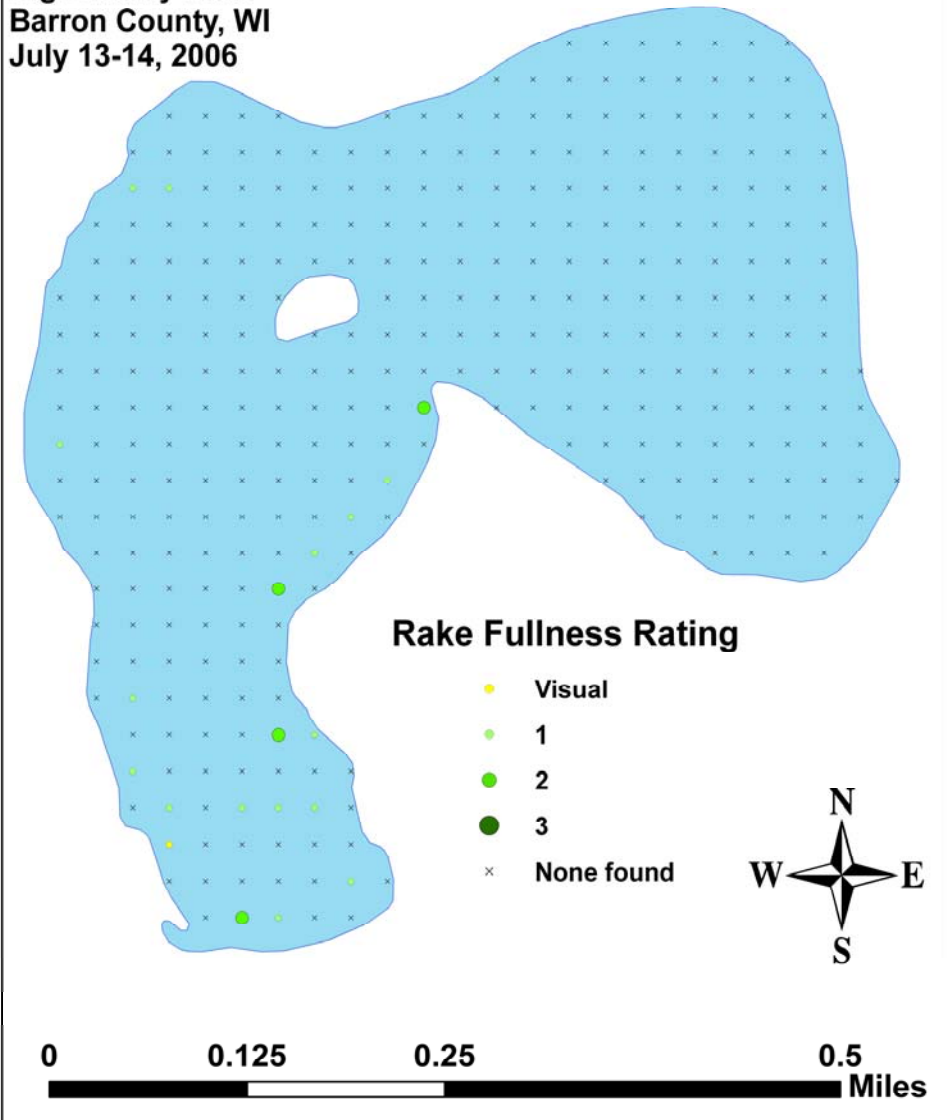 Barron County, WI
July 13-14, 2006
Rake Fullness Rating
Visual
1
2
3
None found
N
W E
S
0 0.125 0.25 0.5
Miles